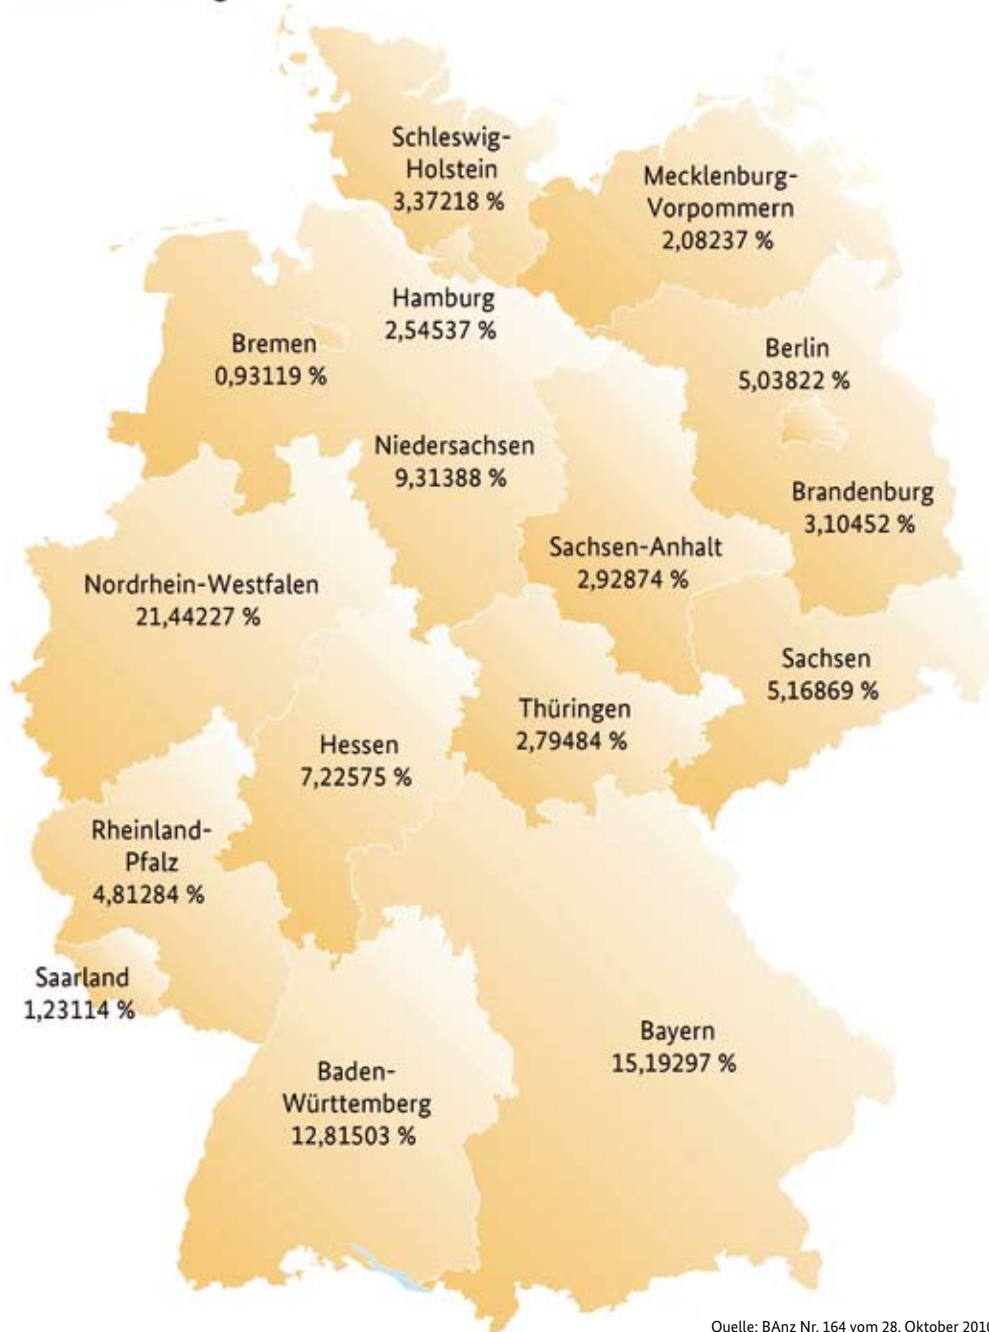 Schleswig-
Holstein
3,37218 %
Mecklenburg-
Vorpommern
2,08237 %
Hamburg
2,54537 %
Bremen
0,93119 %
Berlin
5,03822 %
Niedersachsen
9,31388 %
Brandenburg
3,10452 %
Sachsen-Anhalt
2,92874 %
Nordrhein-Westfalen
21,44227 %
Sachsen
5,16869 %
Thüringen
2,79484 %
Hessen
7,22575 %
Rheinland-
Pfalz
4,81284 %
Saarland
1,23114 %
Bayern
15,19297 %
Baden-
Württemberg
12,81503 %
Quelle: BAnz Nr. 164 vom 28. Oktober 2010